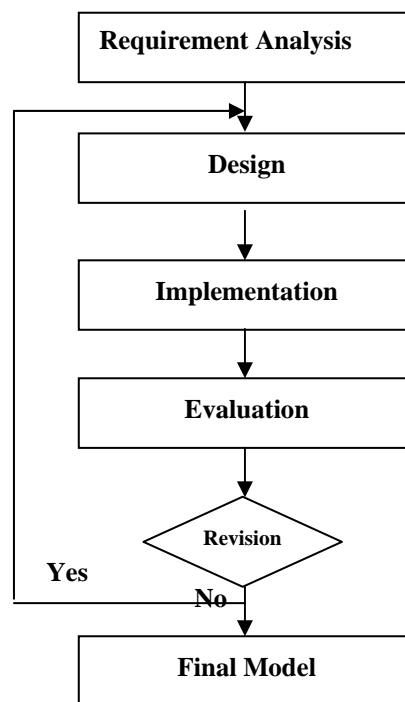 Requirement Analysis
Design
Implementation
Evaluation
Revision
Yes
No
Final Model